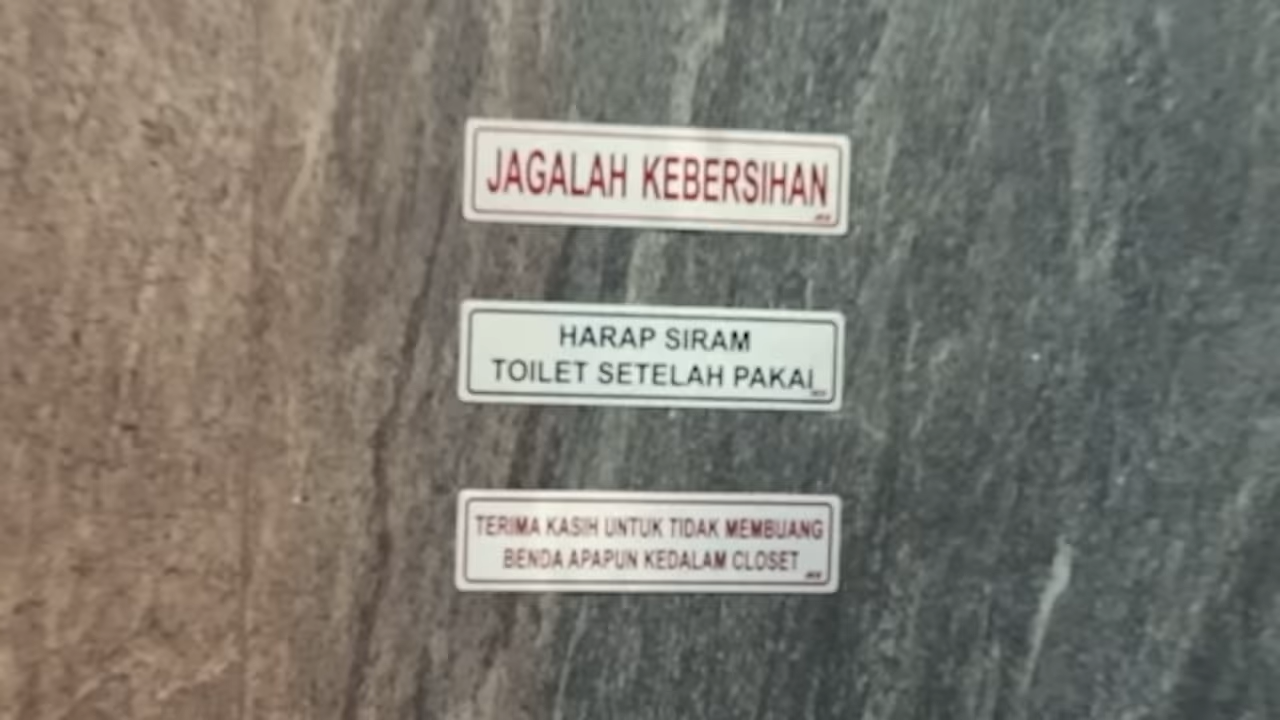 JAGALAH KEBERSIHAN
HARAP SIRAM
TOILET SETELAH PAKAI
TERIMA KASIH UNTUK TIDAK MEMBUANG
BENDA APAPUN KEDALAM CLOSET